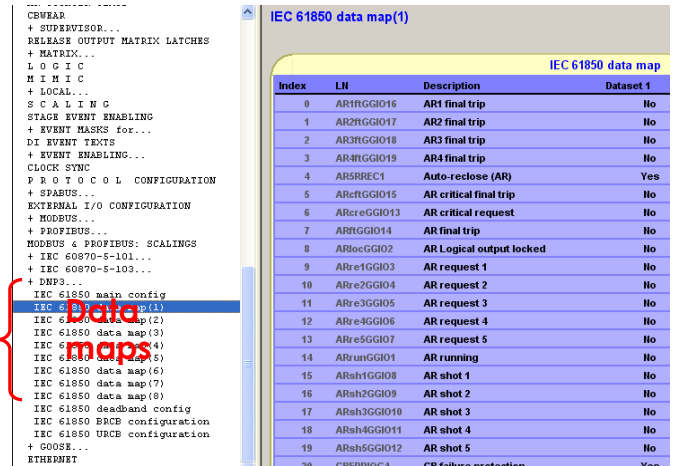 CBWEAR
+ SUPERVISOR...
RELEASE OUTPUT MATRIX LATCHES
+ MATRIX...
L O G I C
M I M I C
+ LOCAL...
S C A L I N G
STAGE EVENT ENABLING
+ EVENT MASKS for...
DI EVENT TEXTS
+ EVENT ENABLING...
CLOCK SYNC
P R O T O C O L   CONFIGURATION
+ SPABUS...
EXTERNAL I/O CONFIGURATION
+ MODBUS...
+ PROFIBUS...
MODBUS & PROFIBUS: SCALINGS
+ IEC 60870-5-101...
+ IEC 60870-5-103...
+ DNP3...
IEC 61850 main config
IEC 61850 data map(1)
IEC 61850 data map(2)
IEC 61850 data map(3)
IEC 61850 data map(4)
IEC 61850 data map(5)
IEC 61850 data map(6)
IEC 61850 data map(7)
IEC 61850 data map(8)
IEC 61850 deadband config
IEC 61850 BRCB configuration
IEC 61850 URCB configuration
+ GOOSE...
ETHERNET
Data
maps
IEC 61850 data map(1)
IEC 61850 data map
Index LN Description Dataset 1
0 AR1ftGGIO16 AR1 final trip No
1 AR2ftGGIO17 AR2 final trip No
2 AR3ftGGIO18 AR3 final trip No
3 AR4ftGGIO19 AR4 final trip No
4 AR5RREC1 Auto-reclose (AR) Yes
5 ARcftGGIO15 AR critical final trip No
6 ARcreGGIO13 AR critical request No
7 ARftGGIO14 AR final trip No
8 ARlocGGIO2 AR Logical output locked No
9 ARre1GGIO3 AR request 1 No
10 ARre2GGIO4 AR request 2 No
11 ARre3GGIO5 AR request 3 No
12 ARre4GGIO6 AR request 4 No
13 ARre5GGIO7 AR request 5 No
14 ARrunGGIO1 AR running No
15 ARsh1GGIO8 AR shot 1 No
16 ARsh2GGIO9 AR shot 2 No
17 ARsh3GGIO10 AR shot 3 No
18 ARsh4GGIO11 AR shot 4 No
19 ARsh5GGIO12 AR shot 5 No
20 CB failure protection Yes